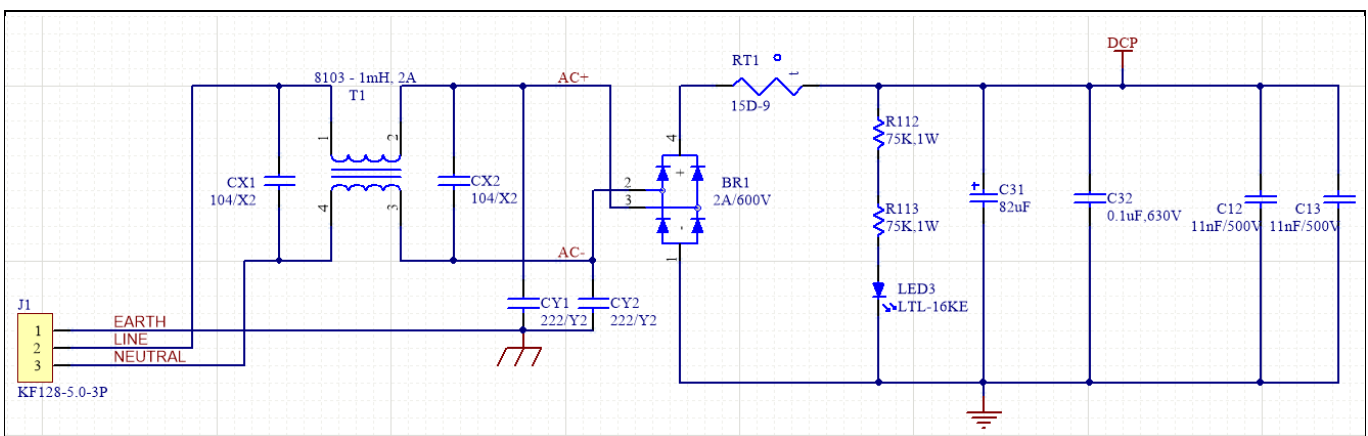 DCP
RT1
t
15D-9
8103 - 1mH, 2A
T1
AC+
1
2
4
3
CX1
104/X2
CX2
104/X2
AC-
4
2
3
1
+
-
BR1
2A/600V
R112
75K,1W
R113
75K,1W
LED3
LTL-16KE
+
C31
82uF
C32
0.1uF,630V
C12
11nF/500V
C13
11nF/500V
CY1
222/Y2
CY2
222/Y2
J1
1
2
3
EARTH
LINE
NEUTRAL
KF128-5.0-3P